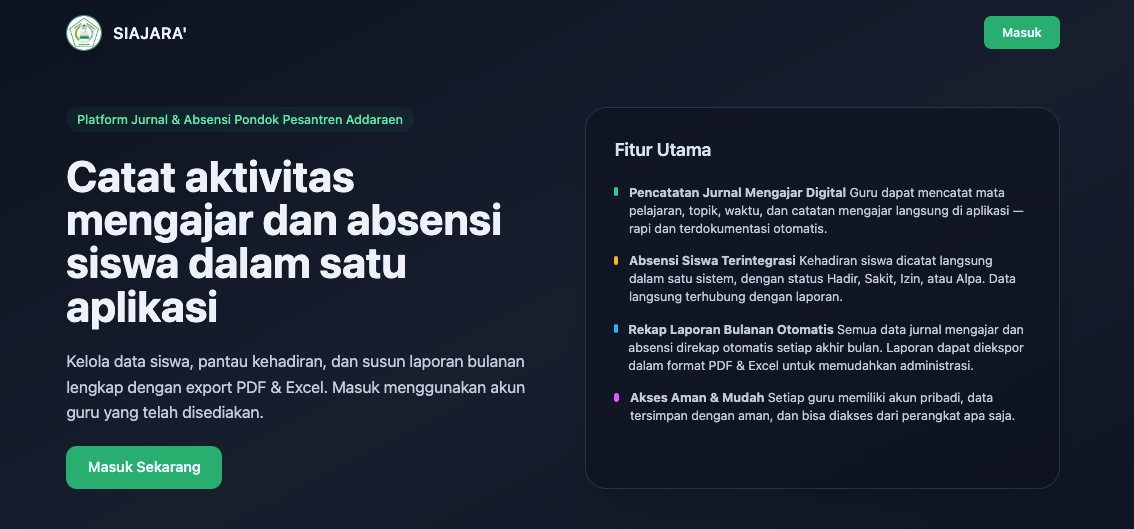 SIAJARA'
Masuk
Platform Jurnal & Absensi Pondok Pesantren Addaraen
Catat aktivitas
mengajar dan absensi
siswa dalam satu
aplikasi
Kelola data siswa, pantau kehadiran, dan susun laporan bulanan
lengkap dengan export PDF & Excel. Masuk menggunakan akun
guru yang telah disediakan.
Masuk Sekarang
Fitur Utama
Pencatatan Jurnal Mengajar Digital Guru dapat mencatat mata
pelajaran, topik, waktu, dan catatan mengajar langsung di aplikasi —
rapi dan terdokumentasi otomatis.
Absensi Siswa Terintegrasi Kehadiran siswa dicatat langsung
dalam satu sistem, dengan status Hadir, Sakit, Izin, atau Alpa. Data
langsung terhubung dengan laporan.
Rekap Laporan Bulanan Otomatis Semua data jurnal mengajar dan
absensi direkap otomatis setiap akhir bulan. Laporan dapat diekspor
dalam format PDF & Excel untuk memudahkan administrasi.
Akses Aman & Mudah Setiap guru memiliki akun pribadi, data
tersimpan dengan aman, dan bisa diakses dari perangkat apa saja.